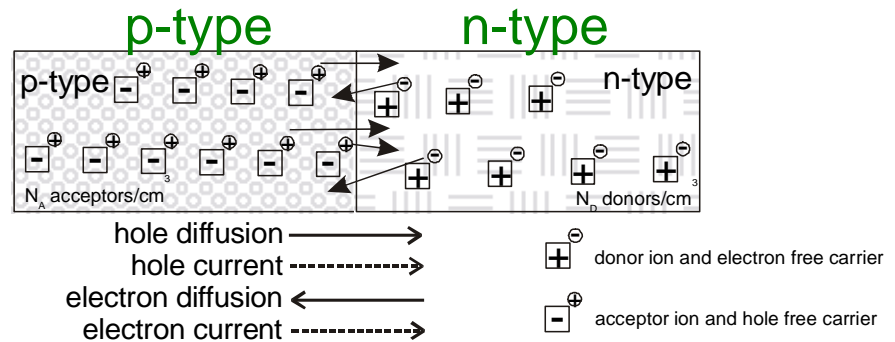 p-type n-type
p-type n-type
N_A acceptors/cm³ N_D donors/cm³
hole diffusion
hole current
electron diffusion
electron current
donor ion and electron free carrier
acceptor ion and hole free carrier